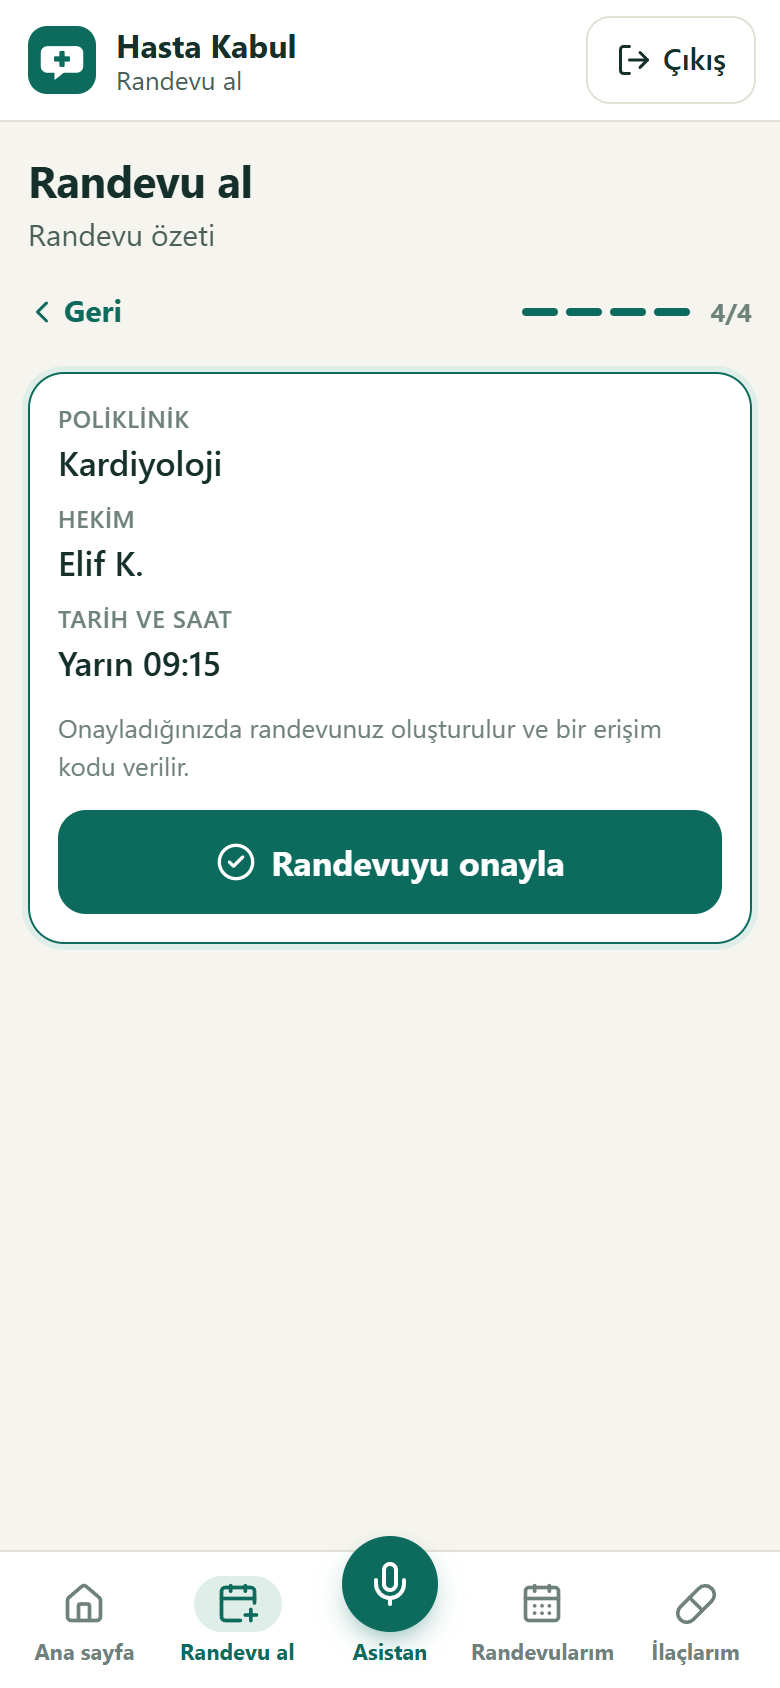 Hasta Kabul
Randevu al
Çıkış
Randevu al
Randevu özeti
Geri
4/4
POLİKLİNİK
Kardiyoloji
HEKİM
Elif K.
TARİH VE SAAT
Yarın 09:15
Onayladığınızda randevunuz oluşturulur ve bir erişim
kodu verilir.
Randevuyu onayla
Ana sayfa
Randevu al
Asistan
Randevularım
İlaçlarım